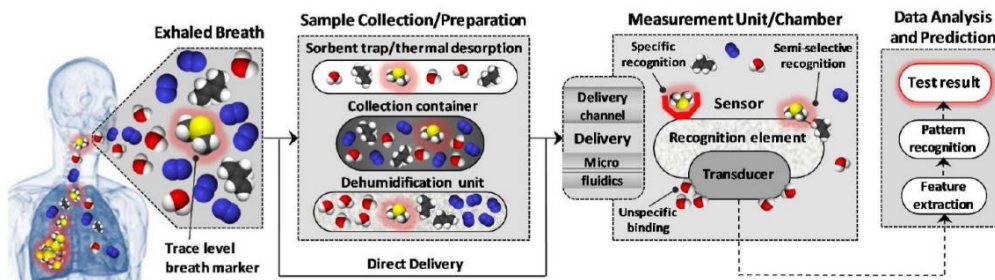 Exhaled Breath
Trace level
breath marker
Sample Collection/Preparation
Sorbent trap/thermal desorption
Collection container
Dehumidification unit
Direct Delivery
Measurement Unit/Chamber
Specific
recognition
Semi-selective
recognition
Delivery
channel
Delivery
Micro
fluidics
Sensor
Recognition element
Transducer
Unspecific
binding
Data Analysis
and Prediction
Test result
Pattern
recognition
Feature
extraction